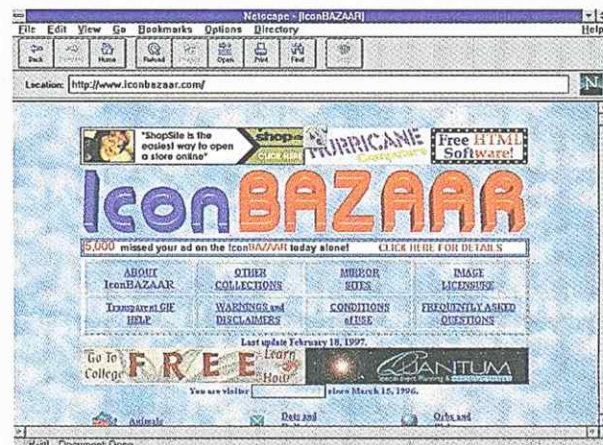 Netscape - [IconBAZAAR]
File Edit View Go Bookmarks Options Directory Help
Back Home Reload Open Print Find
Location: http://www.iconbazaar.com/
N
"ShopSite is the
easiest way to open
a store online"
shop
CLICK HERE
HURRICANE
Computers
Free HTML
Software!
IconBAZAAR
5,000 missed your ad on the IconBAZAAR today alone! CLICK HERE FOR DETAILS
ABOUT
IconBAZAAR
OTHER
COLLECTIONS
MIRROR
SITES
IMAGE
LICENSURE
Transparent GIF
HELP
WARNINGS and
DISCLAIMERS
CONDITIONS
of USE
FREQUENTLY ASKED
QUESTIONS
Last update February 18, 1997.
Go To
College
FREE
Learn
How!
QUANTUM
You are visitor since March 15, 1996.
Animals
Dots and
Orbs and
Document: Done